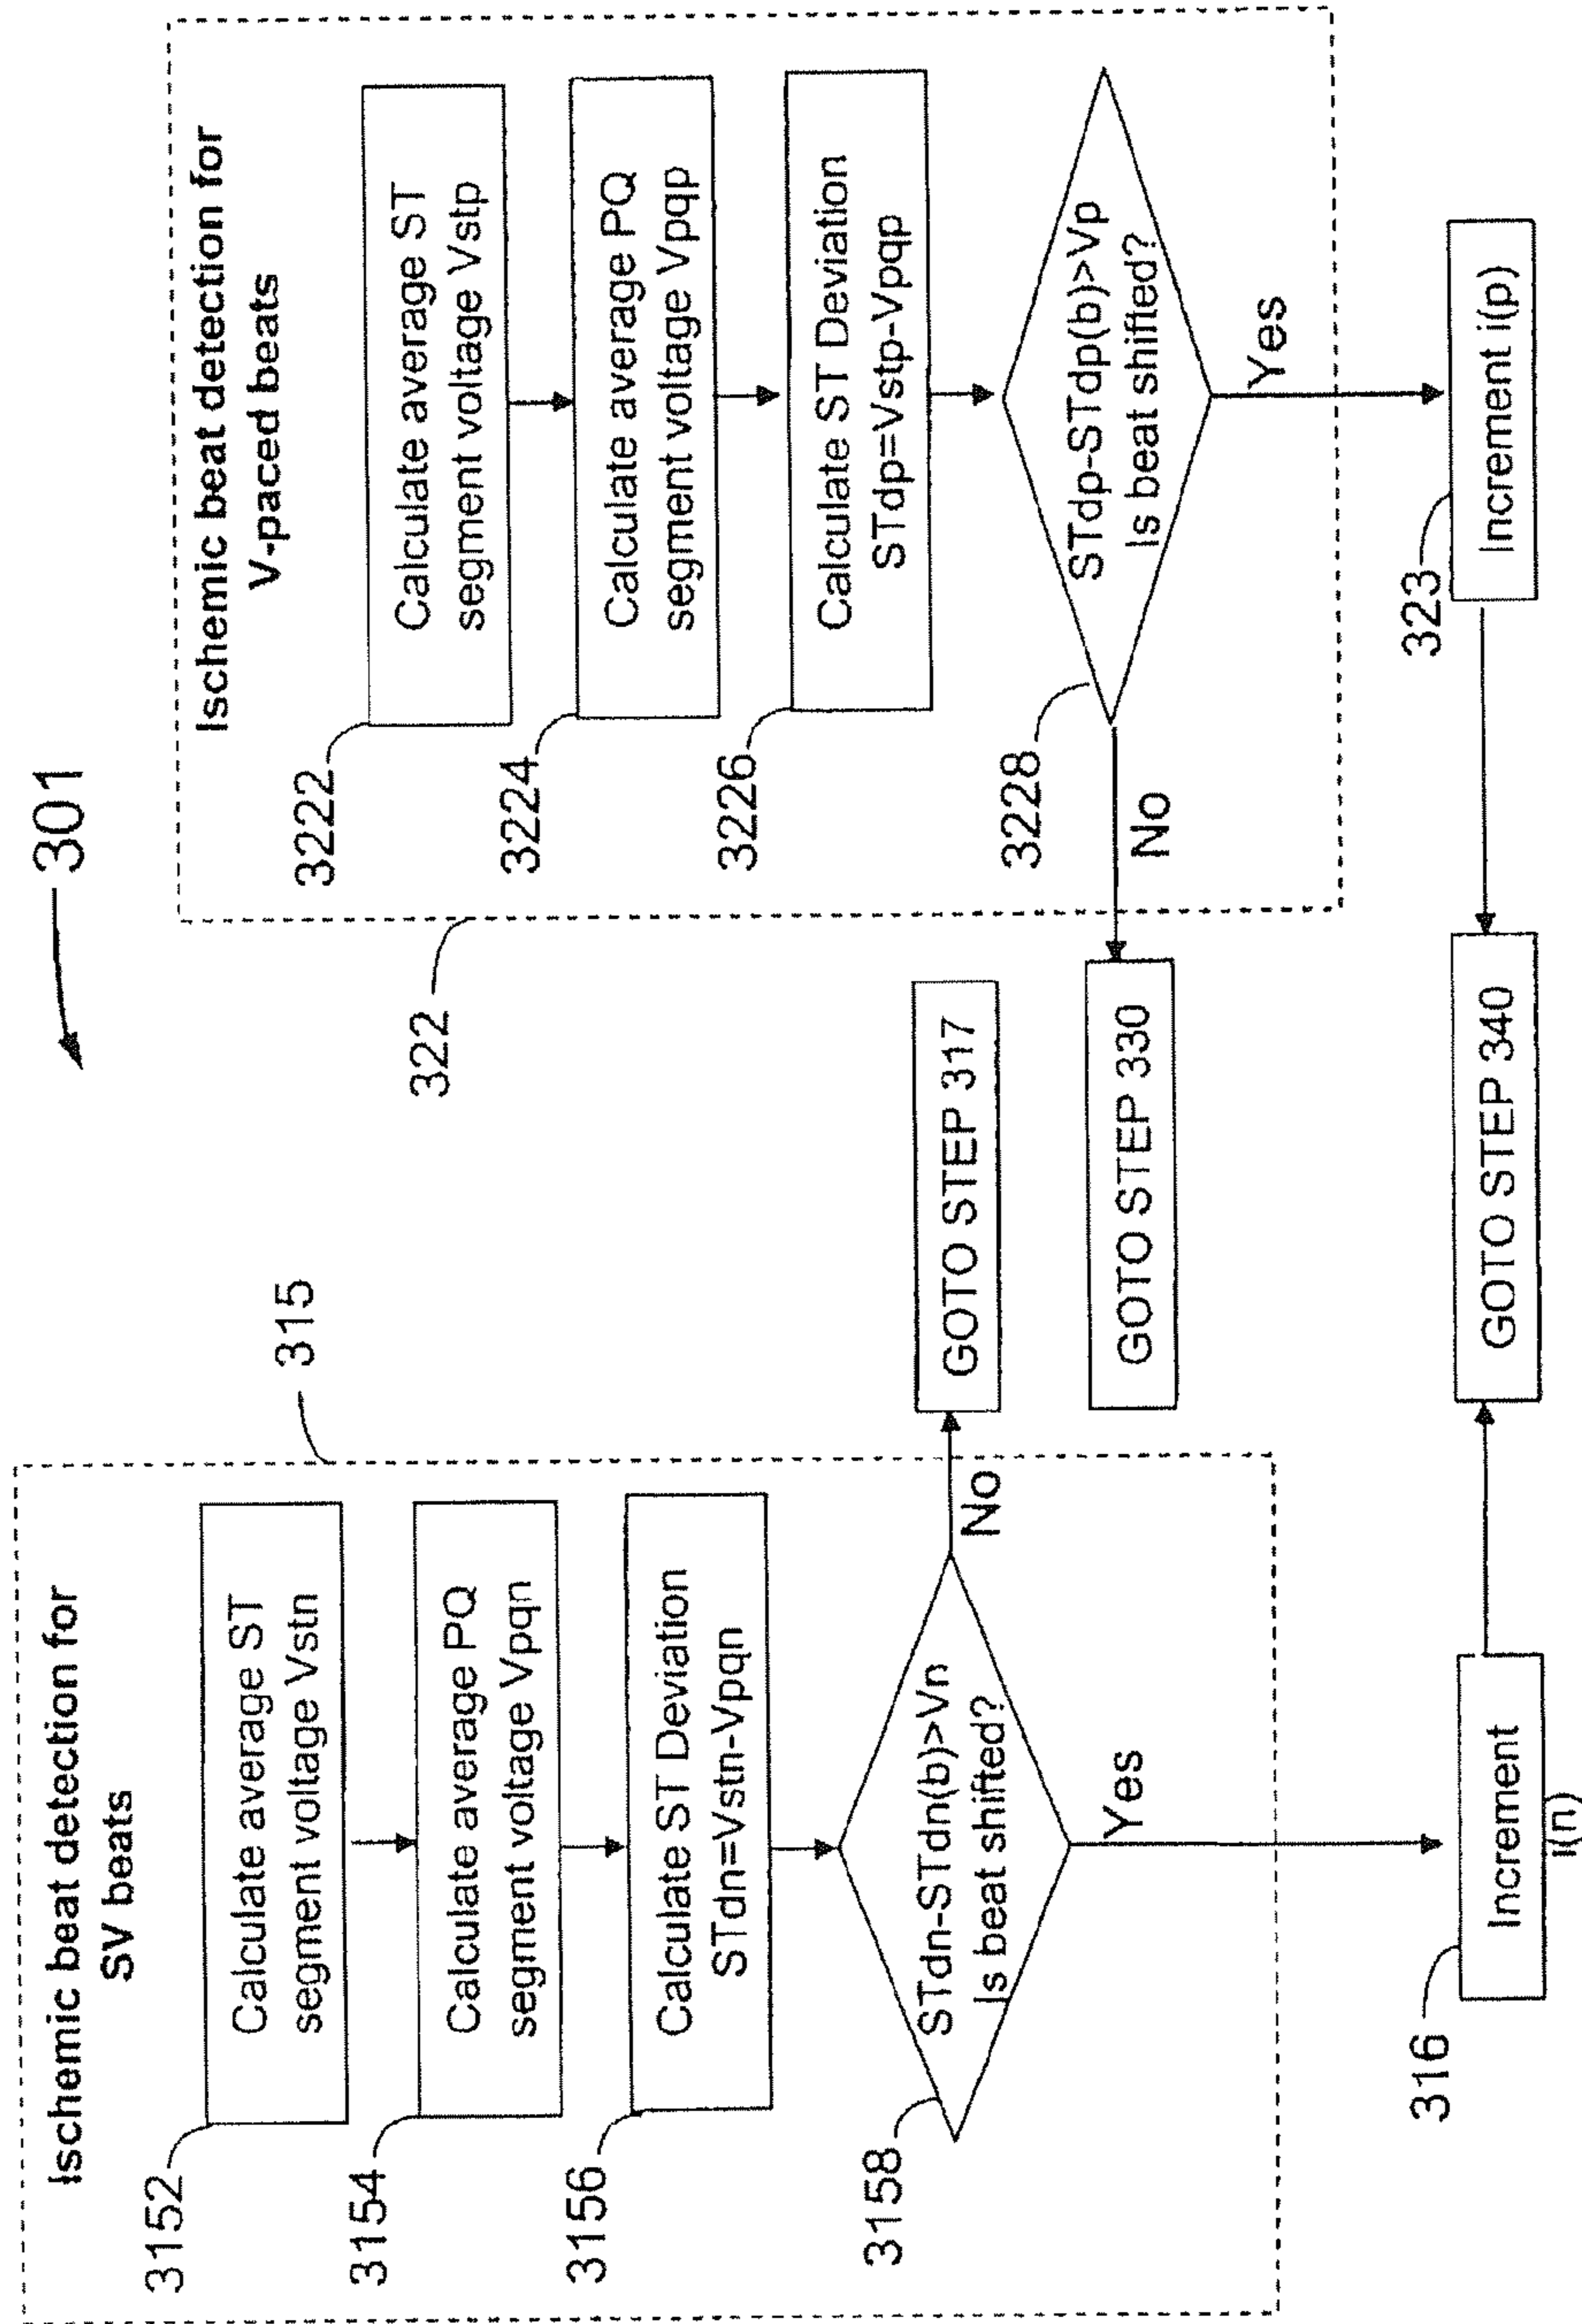 301
Ischemic beat detection for
SV beats
315
3152
Calculate average ST
segment voltage Vstn
3154
Calculate average PQ
segment voltage Vpqn
3156
Calculate ST Deviation
STdn=Vstn-Vpqn
3158
STdn-STdn(b)>Vn
Is beat shifted?
No
GOTO STEP 317
Yes
316
Increment
i(n)
Ischemic beat detection for
V-paced beats
322
3222
Calculate average ST
segment voltage Vstp
3224
Calculate average PQ
segment voltage Vpqp
3226
Calculate ST Deviation
STdp=Vstp-Vpqp
3228
STdp-STdp(b)>Vp
Is beat shifted?
No
GOTO STEP 330
Yes
323
Increment i(p)
GOTO STEP 340